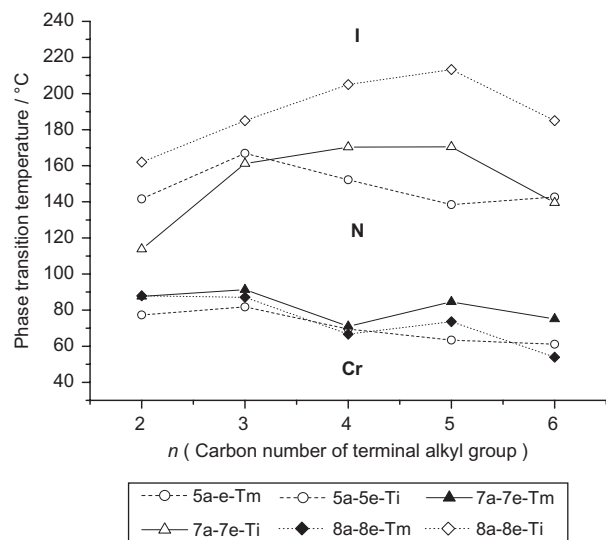 240
220
200
180
160
140
120
100
80
60
40
Phase transition temperature / °C
I
N
Cr
2 3 4 5 6
n ( Carbon number of terminal alkyl group )
5a-e-Tm 5a-5e-Ti 7a-7e-Tm
7a-7e-Ti 8a-8e-Tm 8a-8e-Ti